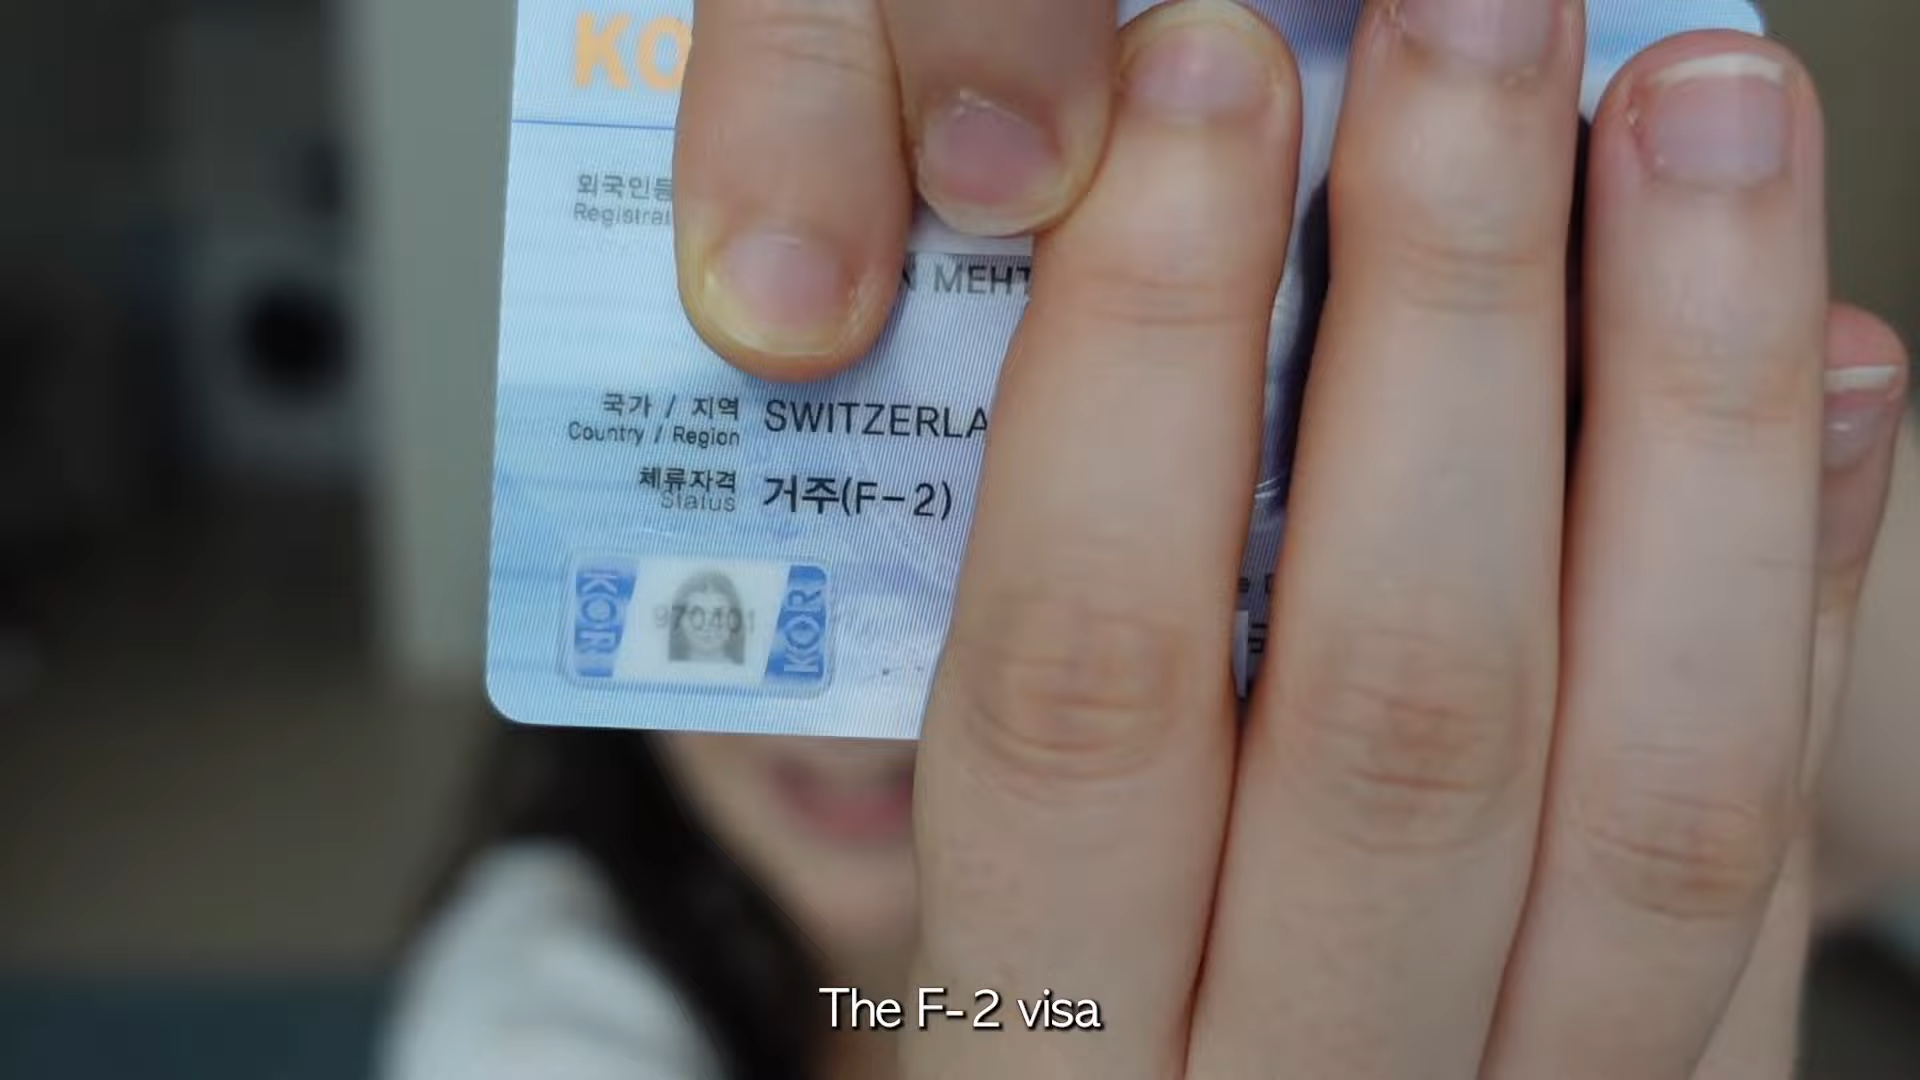 KO
외국인등
Registrat
N MEHT
국가 / 지역
Country / Region
SWITZERLA
체류자격
Status
거주(F-2)
KOR
970401
KOR
The F-2 visa